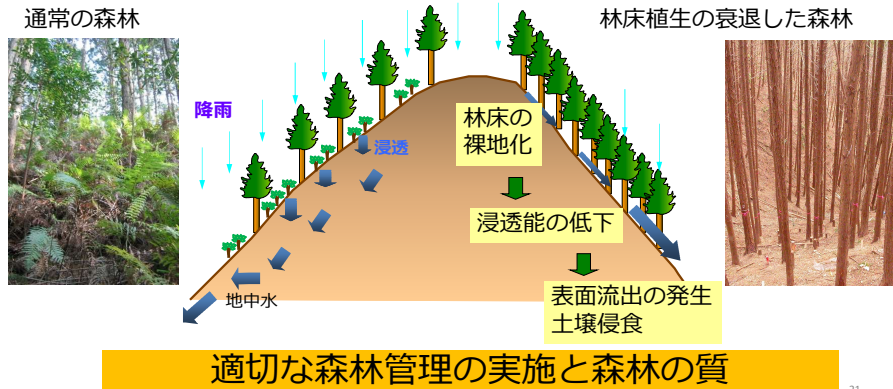 通常の森林
林床植生の衰退した森林
降雨
浸透
林床の
裸地化
浸透能の低下
地中水
表面流出の発生
土壌侵食
適切な森林管理の実施と森林の質
21